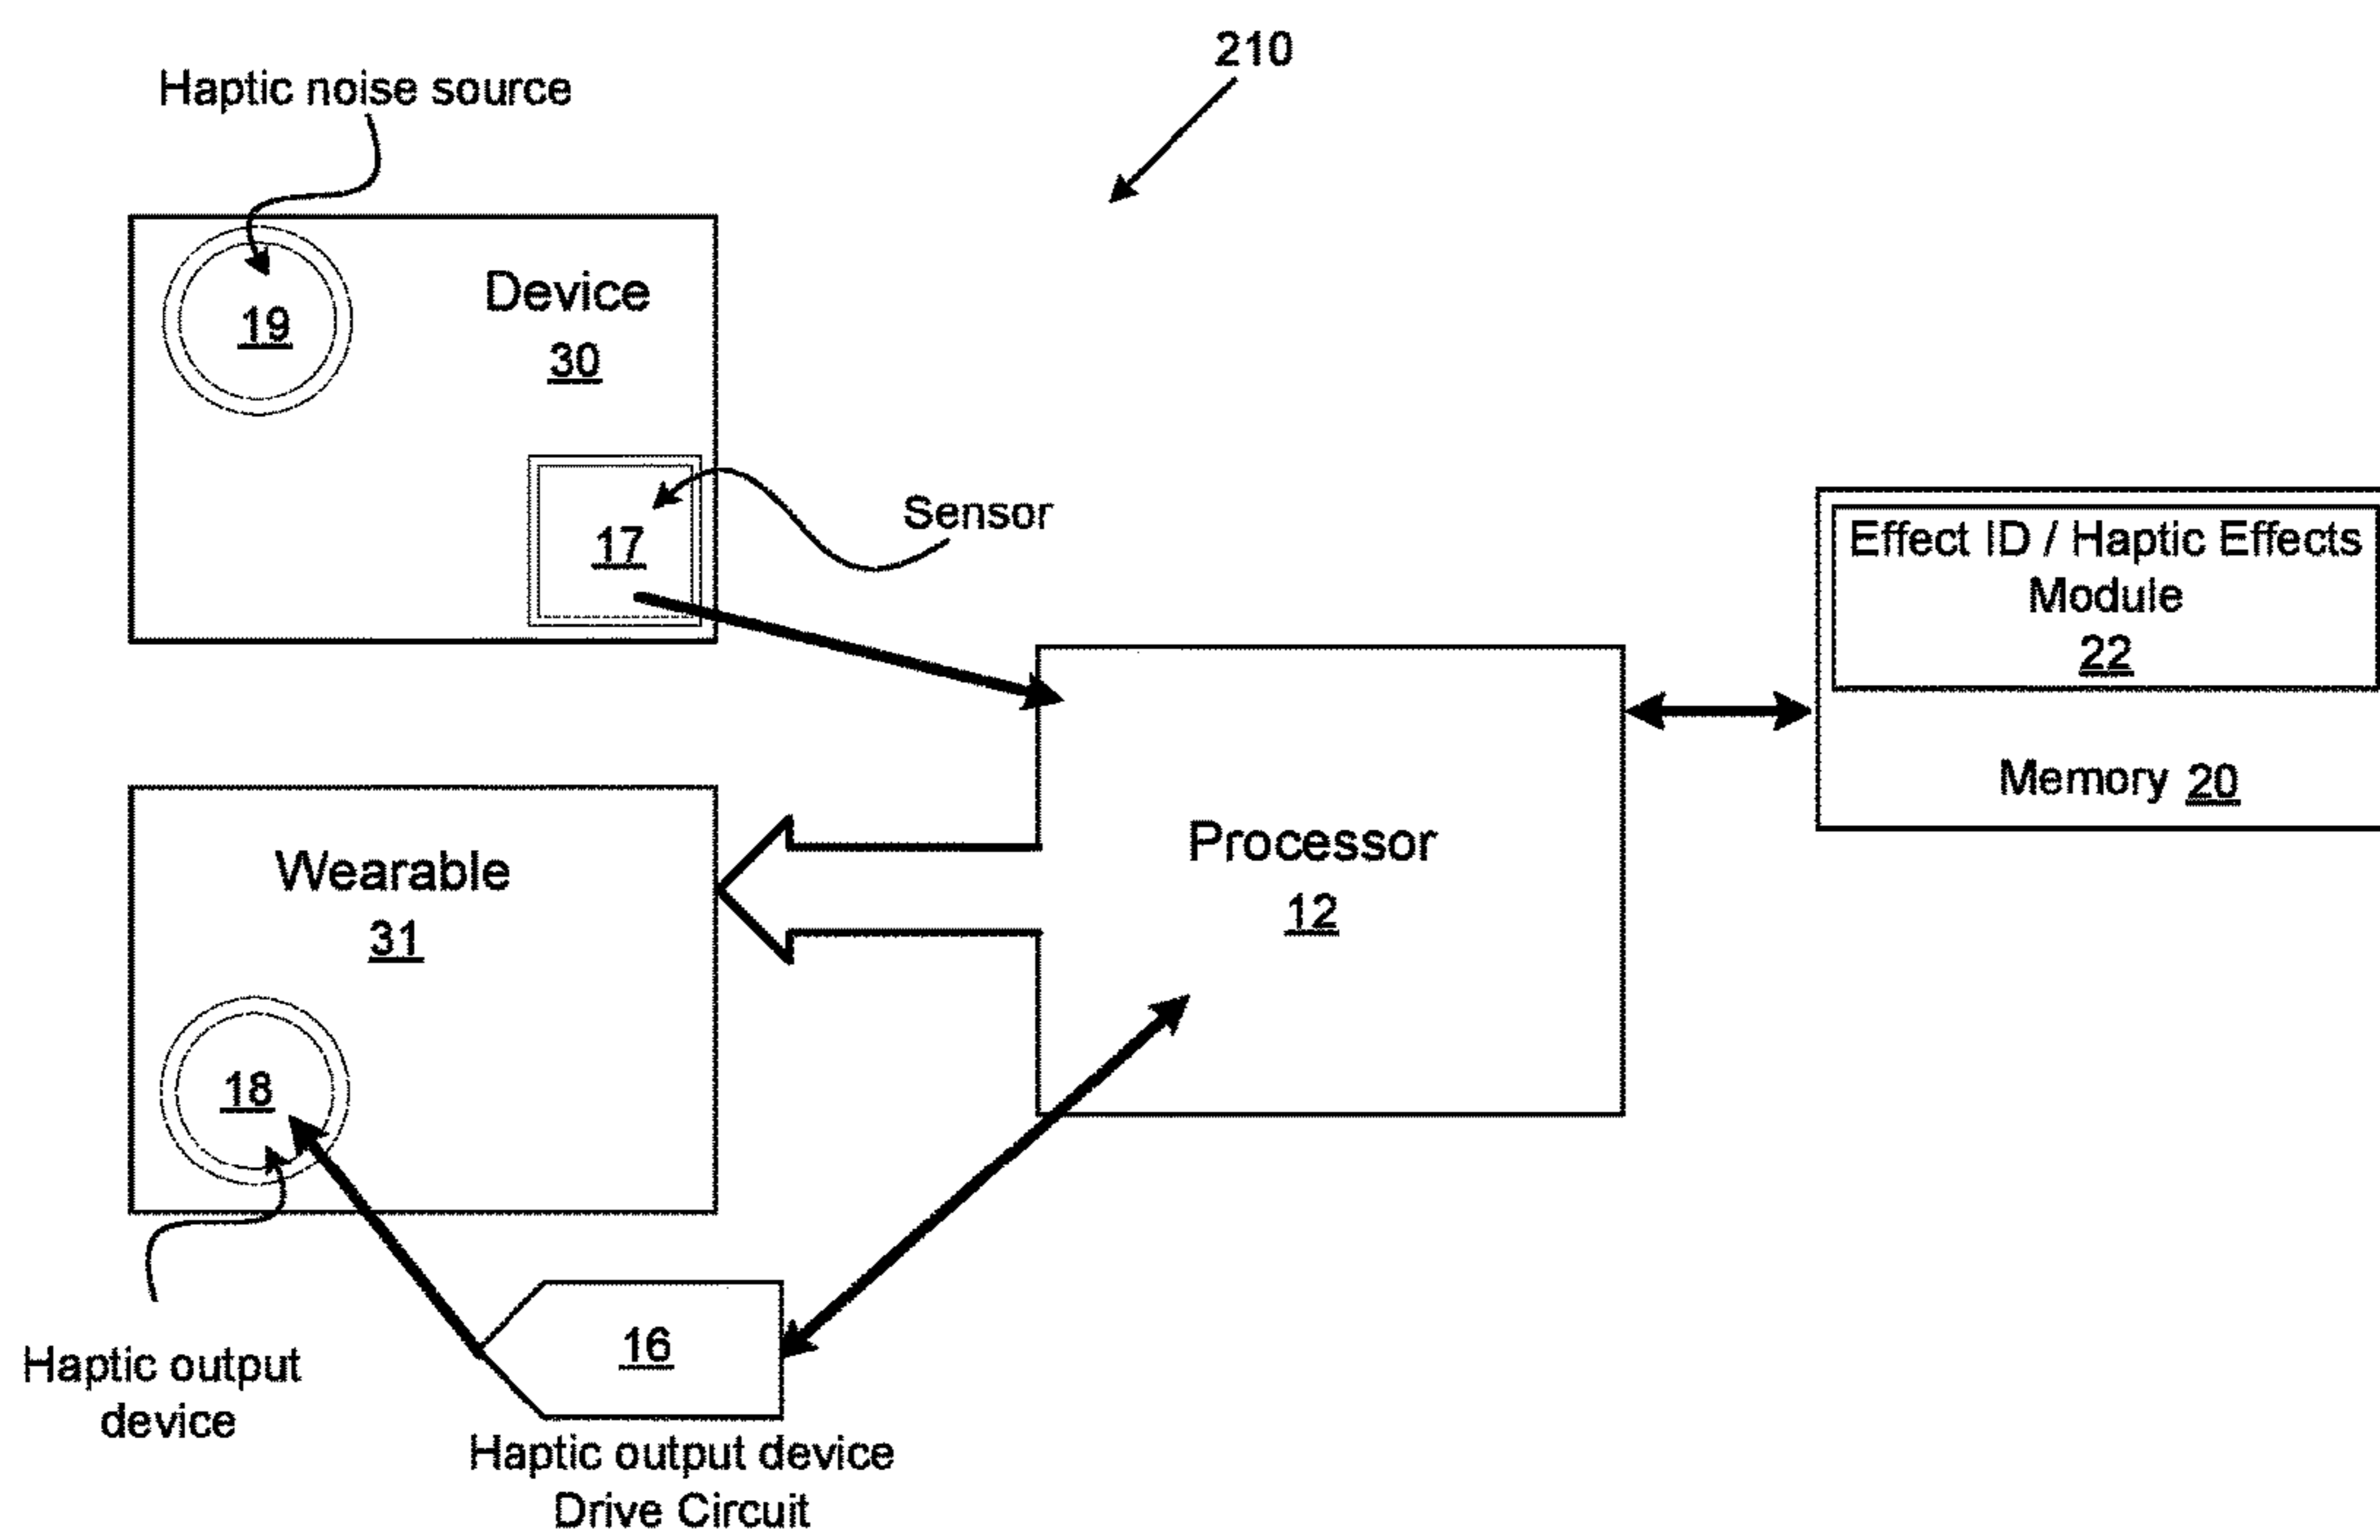 210
Haptic noise source
19
Device
30
17
Sensor
Effect ID / Haptic Effects
Module
22
Memory 20
Processor
12
Wearable
31
18
16
Haptic output
device
Haptic output device
Drive Circuit